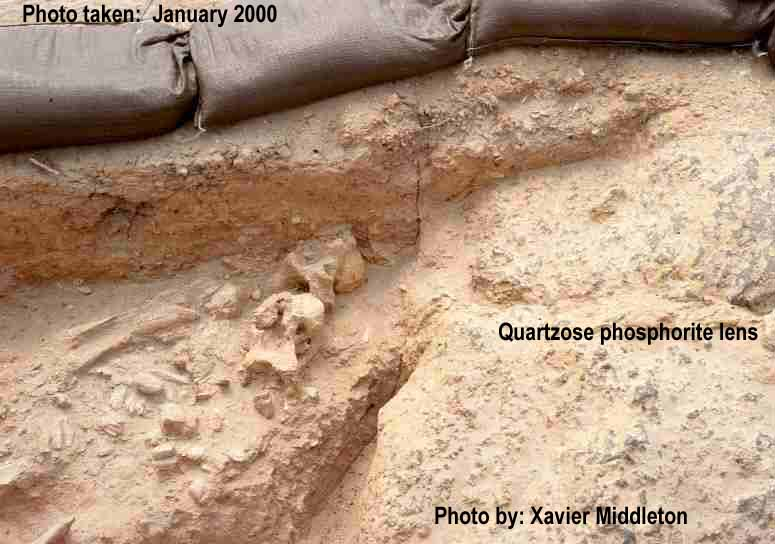 Photo taken: January 2000
Quartzose phosphorite lens
Photo by: Xavier Middleton